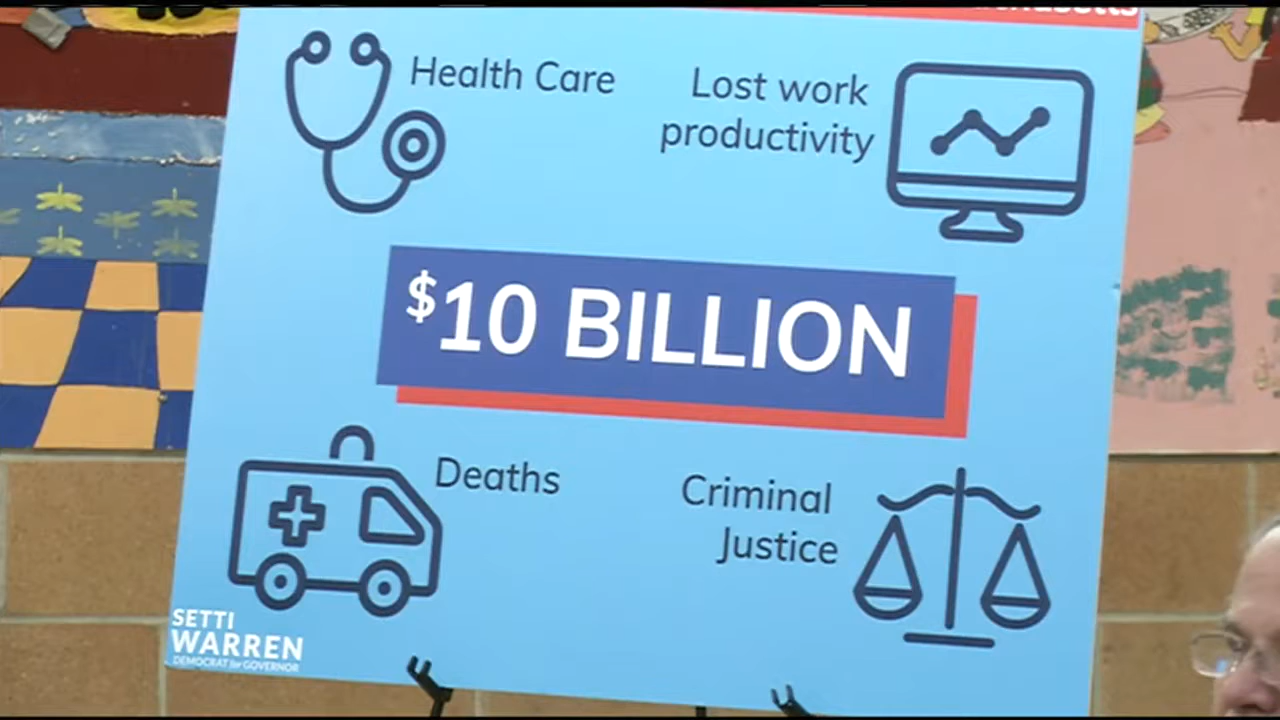 Health Care
Lost work
productivity
$10 BILLION
Deaths
Criminal
Justice
SETTI
WARREN
DEMOCRAT for GOVERNOR